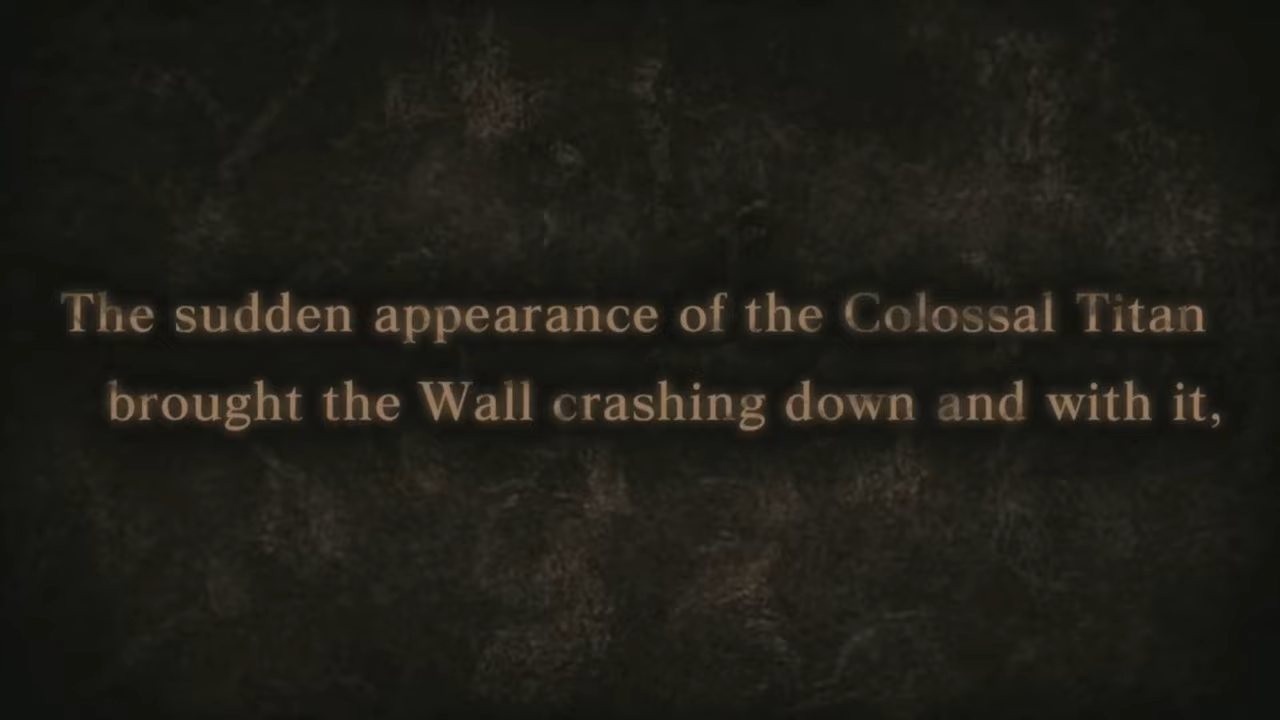 The sudden appearance of the Colossal Titan
brought the Wall crashing down and with it,